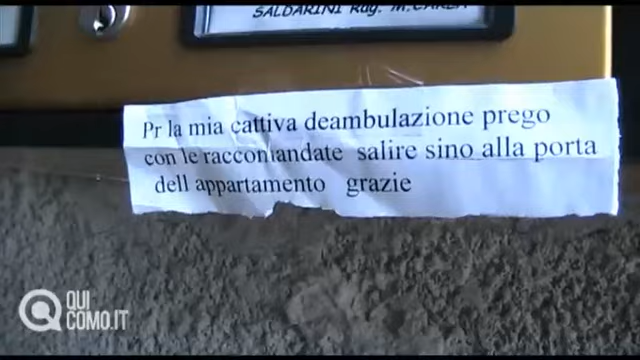 SALDARINI Rag. M. CARLA
Pr la mia cattiva deambulazione prego
con le raccomandate salire sino alla porta
dell appartamento grazie
QUI
COMO.IT